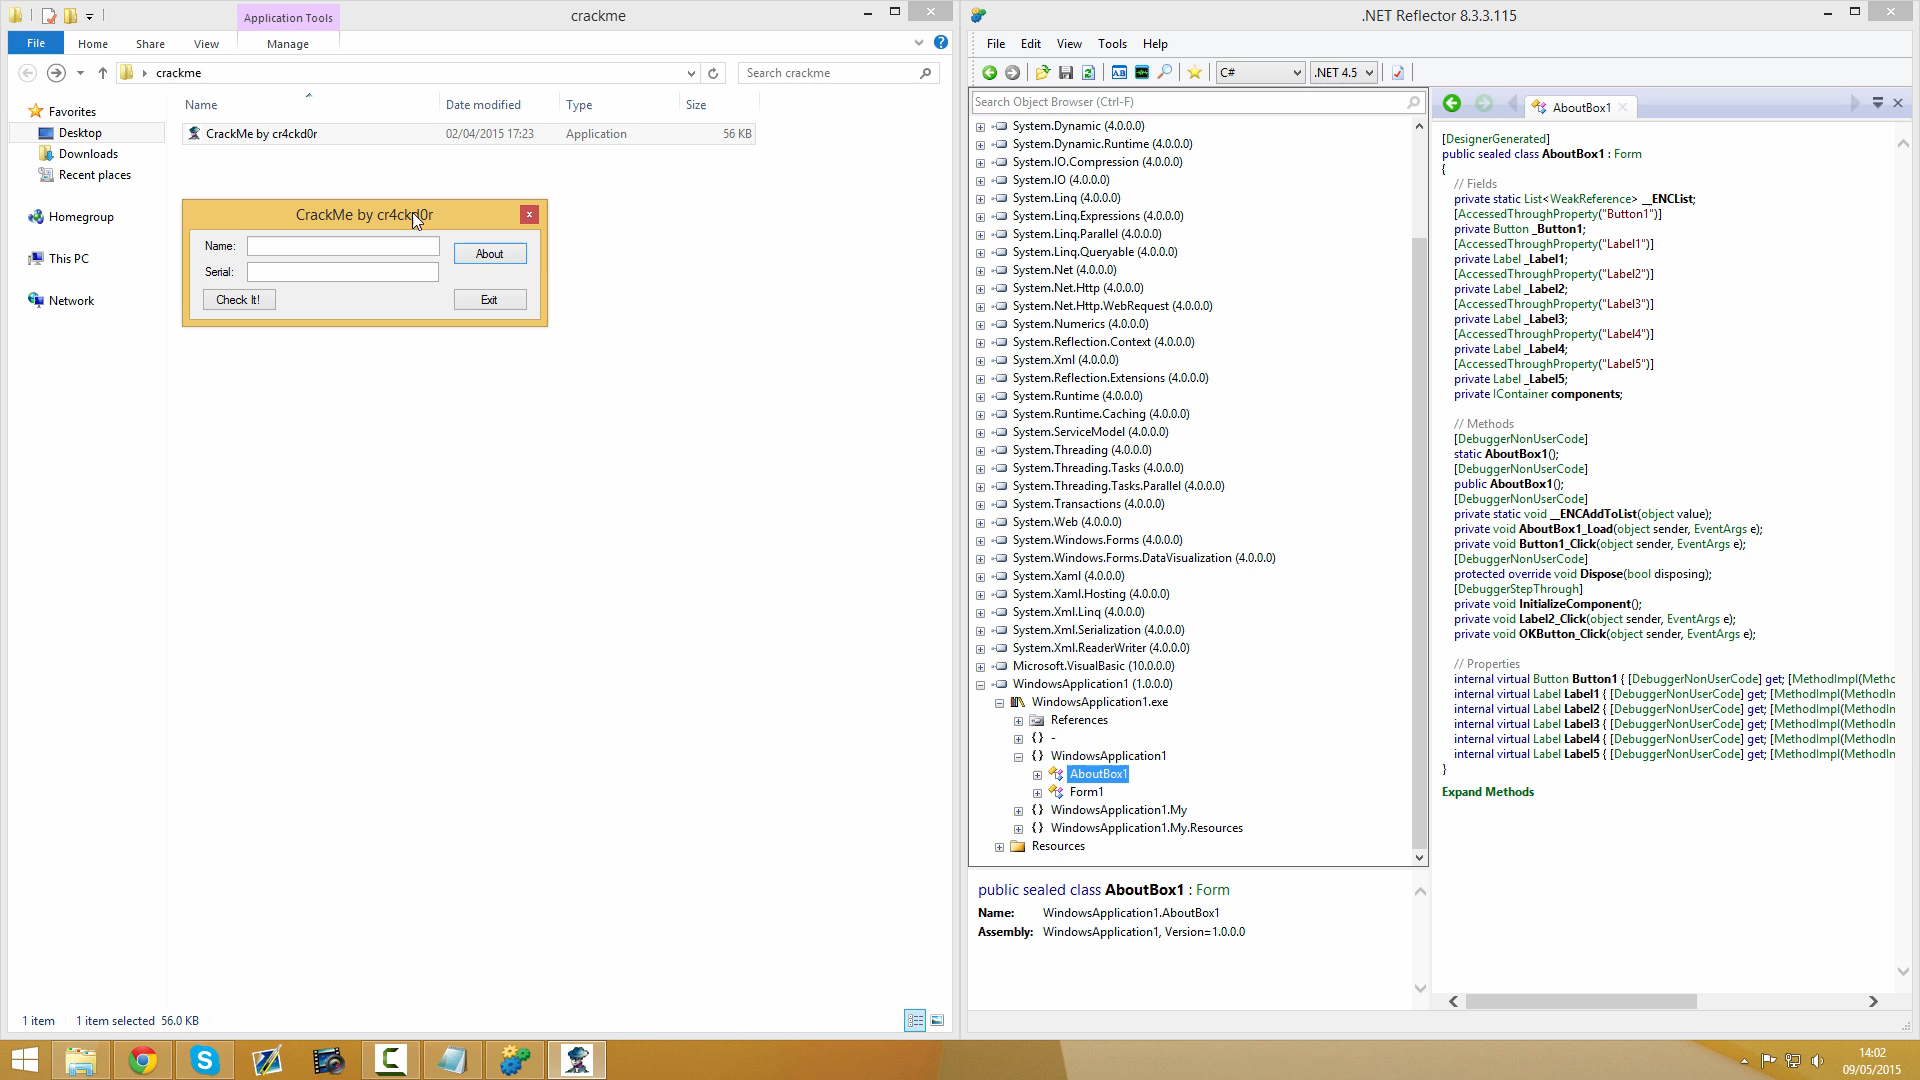 Application Tools
crackme
File
Home
Share
View
Manage
crackme
Search crackme
Name
Date modified
Type
Size
CrackMe by cr4ckd0r
02/04/2015 17:23
Application
56 KB
Favorites
Desktop
Downloads
Recent places
Homegroup
This PC
Network
CrackMe by cr4ckd0r
Name:
About
Serial:
Check It!
Exit
1 item
1 item selected 56.0 KB
.NET Reflector 8.3.3.115
File
Edit
View
Tools
Help
C#
.NET 4.5
Search Object Browser (Ctrl-F)
System.Dynamic (4.0.0.0)
System.Dynamic.Runtime (4.0.0.0)
System.IO.Compression (4.0.0.0)
System.IO (4.0.0.0)
System.Linq (4.0.0.0)
System.Linq.Expressions (4.0.0.0)
System.Linq.Parallel (4.0.0.0)
System.Linq.Queryable (4.0.0.0)
System.Net (4.0.0.0)
System.Net.Http (4.0.0.0)
System.Net.Http.WebRequest (4.0.0.0)
System.Numerics (4.0.0.0)
System.Reflection.Context (4.0.0.0)
System.Xml (4.0.0.0)
System.Reflection.Extensions (4.0.0.0)
System.Runtime (4.0.0.0)
System.Runtime.Caching (4.0.0.0)
System.ServiceModel (4.0.0.0)
System.Threading (4.0.0.0)
System.Threading.Tasks (4.0.0.0)
System.Threading.Tasks.Parallel (4.0.0.0)
System.Transactions (4.0.0.0)
System.Web (4.0.0.0)
System.Windows.Forms (4.0.0.0)
System.Windows.Forms.DataVisualization (4.0.0.0)
System.Xaml (4.0.0.0)
System.Xaml.Hosting (4.0.0.0)
System.Xml.Linq (4.0.0.0)
System.Xml.Serialization (4.0.0.0)
System.Xml.ReaderWriter (4.0.0.0)
Microsoft.VisualBasic (10.0.0.0)
WindowsApplication1 (1.0.0.0)
WindowsApplication1.exe
References
{} -
{} WindowsApplication1
AboutBox1
Form1
{} WindowsApplication1.My
{} WindowsApplication1.My.Resources
Resources
public sealed class AboutBox1 : Form
Name: WindowsApplication1.AboutBox1
Assembly: WindowsApplication1, Version=1.0.0.0
AboutBox1
[DesignerGenerated]
public sealed class AboutBox1 : Form
{
// Fields
private static List<WeakReference> __ENCList;
[AccessedThroughProperty("Button1")]
private Button _Button1;
[AccessedThroughProperty("Label1")]
private Label _Label1;
[AccessedThroughProperty("Label2")]
private Label _Label2;
[AccessedThroughProperty("Label3")]
private Label _Label3;
[AccessedThroughProperty("Label4")]
private Label _Label4;
[AccessedThroughProperty("Label5")]
private Label _Label5;
private IContainer components;
// Methods
[DebuggerNonUserCode]
static AboutBox1();
[DebuggerNonUserCode]
public AboutBox1();
[DebuggerNonUserCode]
private static void __ENCAddToList(object value);
private void AboutBox1_Load(object sender, EventArgs e);
private void Button1_Click(object sender, EventArgs e);
[DebuggerNonUserCode]
protected override void Dispose(bool disposing);
[DebuggerStepThrough]
private void InitializeComponent();
private void Label2_Click(object sender, EventArgs e);
private void OKButton_Click(object sender, EventArgs e);
// Properties
internal virtual Button Button1 { [DebuggerNonUserCode] get; [MethodImpl(Metho
internal virtual Label Label1 { [DebuggerNonUserCode] get; [MethodImpl(MethodIn
internal virtual Label Label2 { [DebuggerNonUserCode] get; [MethodImpl(MethodIn
internal virtual Label Label3 { [DebuggerNonUserCode] get; [MethodImpl(MethodIn
internal virtual Label Label4 { [DebuggerNonUserCode] get; [MethodImpl(MethodIn
internal virtual Label Label5 { [DebuggerNonUserCode] get; [MethodImpl(MethodIn
}
Expand Methods
14:02
09/05/2015